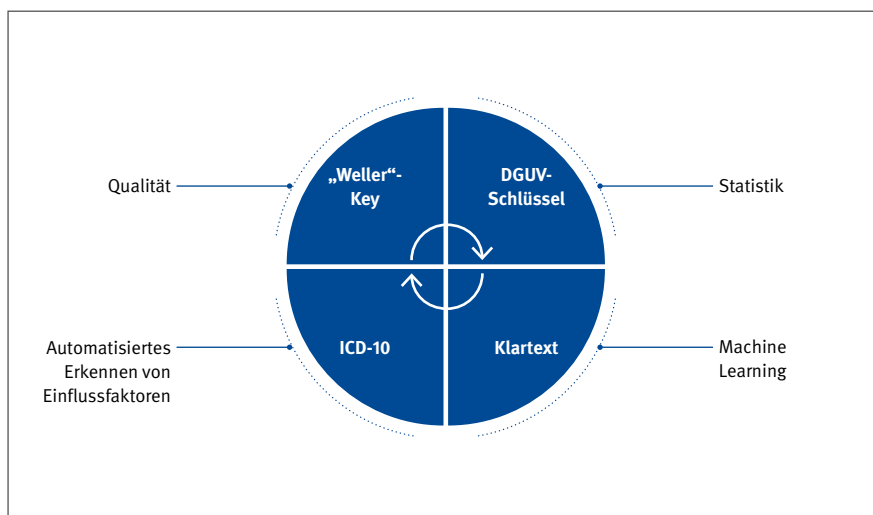 Qualität
„Weller“-
Key
DGUV-
Schlüssel
Statistik
Automatisiertes
Erkennen von
Einflussfaktoren
ICD-10
Klartext
Machine
Learning